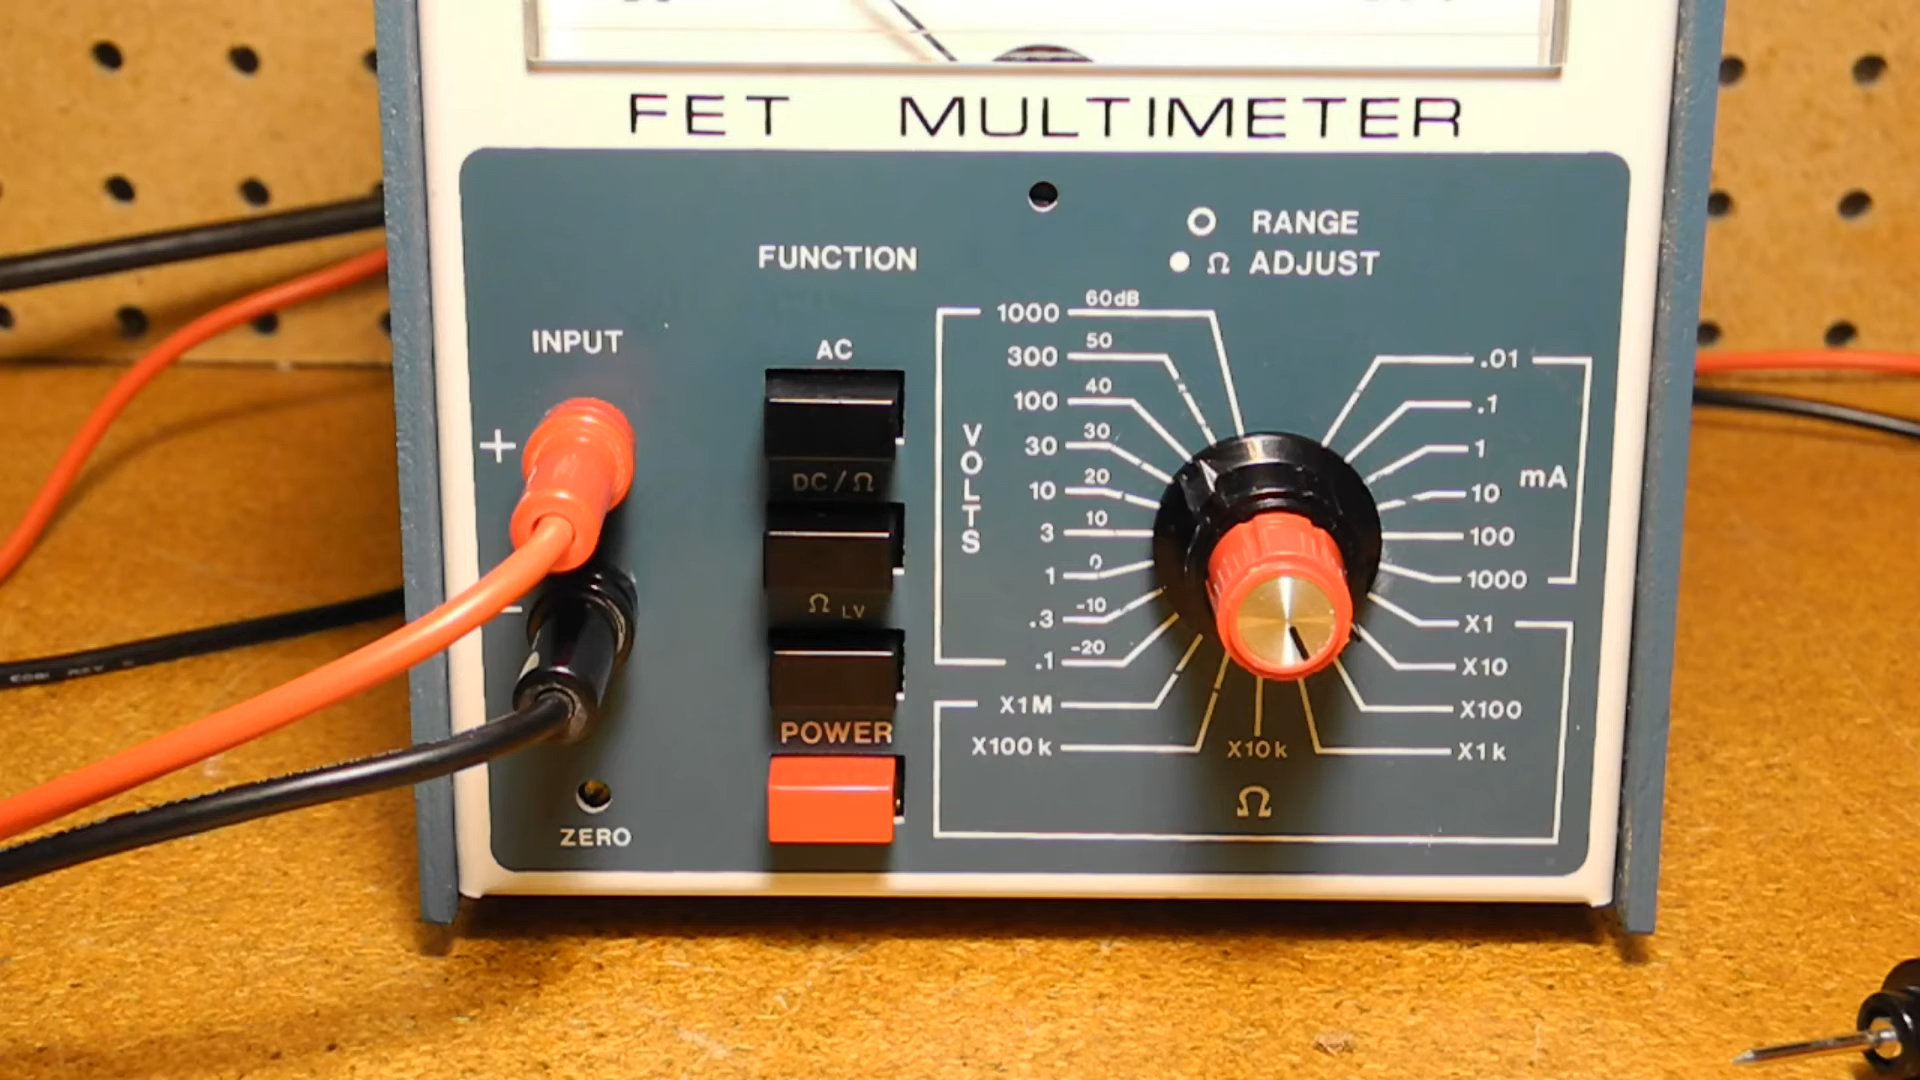 FET MULTIMETER
RANGE
Ω ADJUST
FUNCTION
INPUT
AC
DC/Ω
Ω LV
POWER
+
-
ZERO
VOLTS
1000 60dB
300 50
100 40
30 30
10 20
3 10
1 0
.3 -10
.1 -20
X1M
X100k
X10k
Ω
.01
.1
1
10
100
1000
mA
X1
X10
X100
X1k